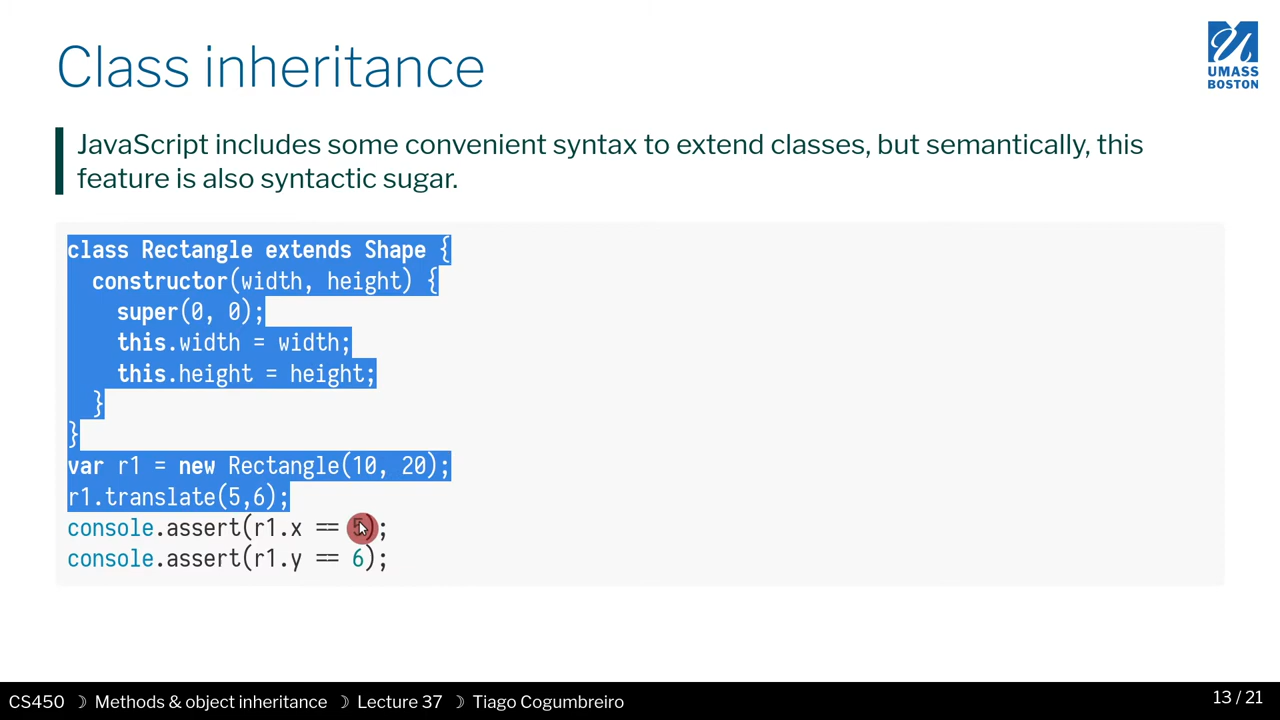 Class inheritance
UMASS
BOSTON
JavaScript includes some convenient syntax to extend classes, but semantically, this
feature is also syntactic sugar.
class Rectangle extends Shape {
  constructor(width, height) {
    super(0, 0);
    this.width = width;
    this.height = height;
  }
}
var r1 = new Rectangle(10, 20);
r1.translate(5,6);
console.assert(r1.x == 5);
console.assert(r1.y == 6);
CS450 ☽ Methods & object inheritance ☽ Lecture 37 ☽ Tiago Cogumbreiro
13 / 21